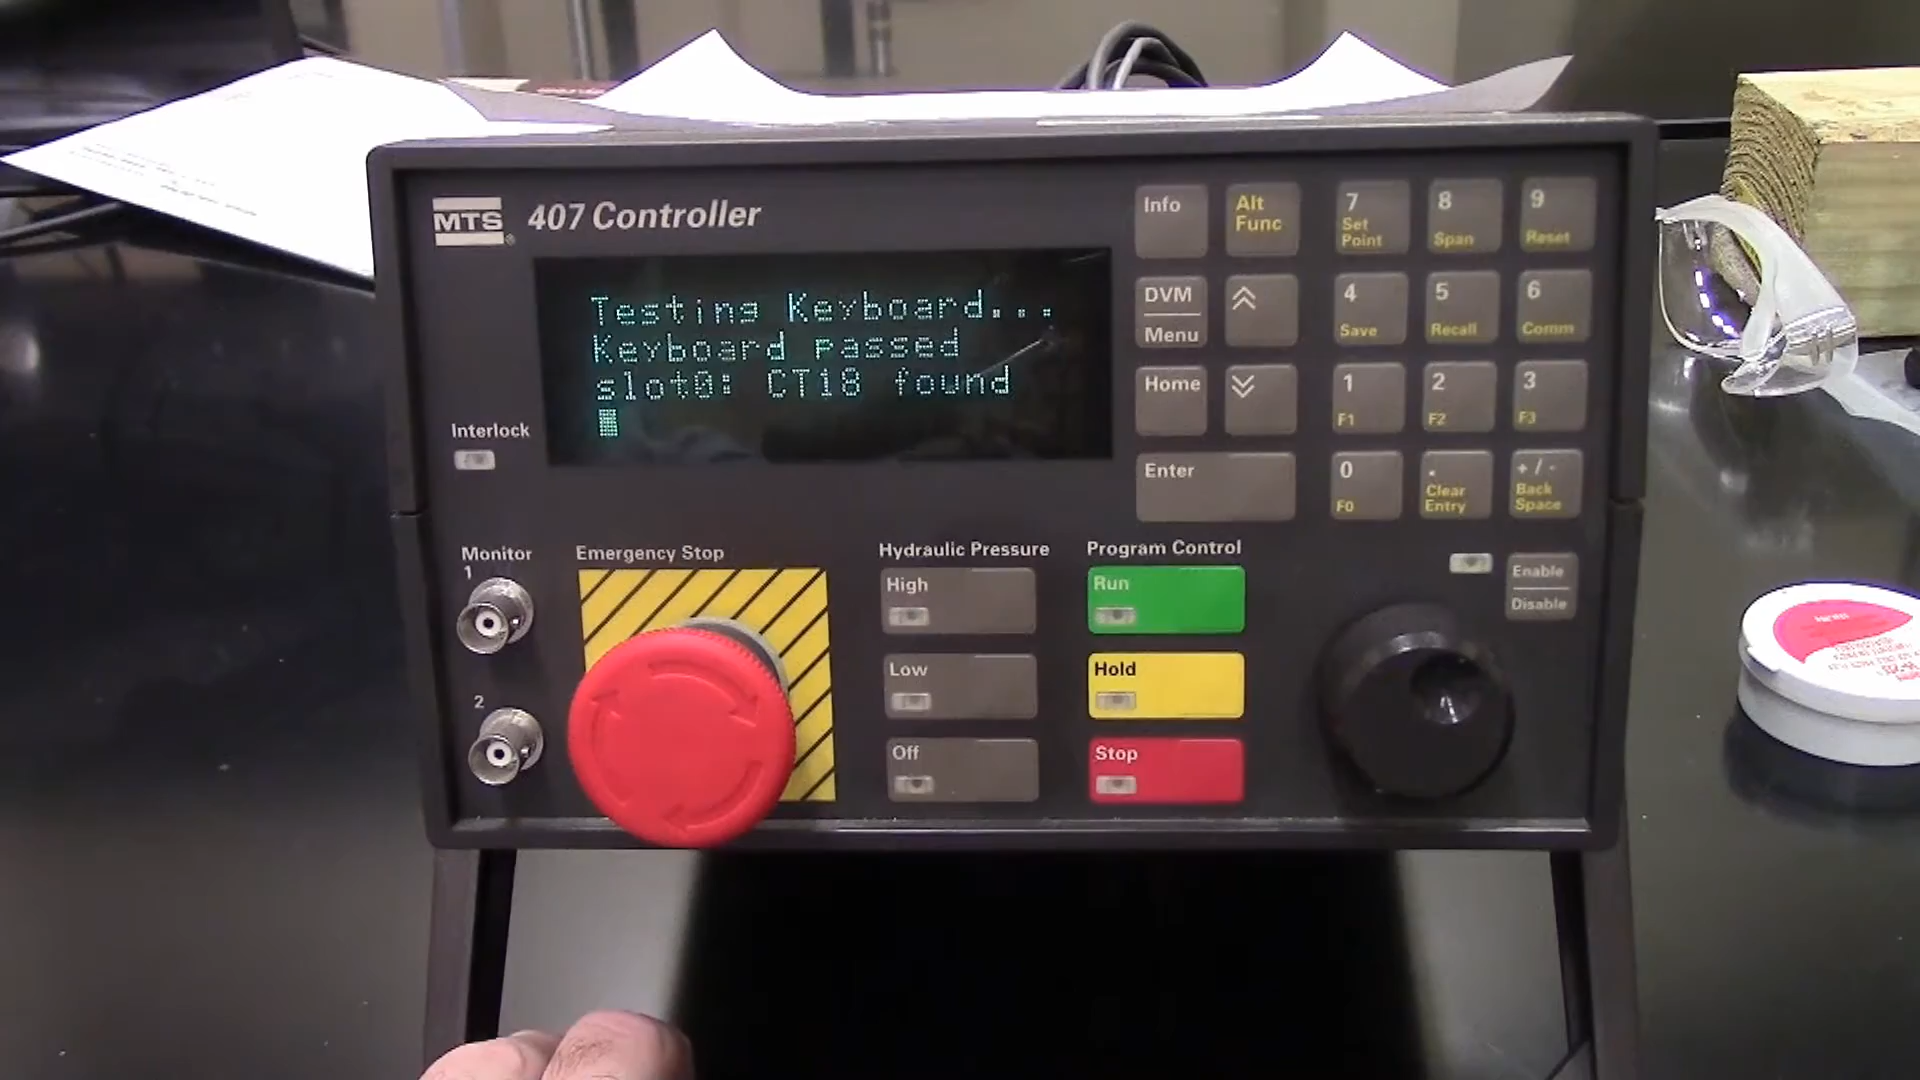 MTS® 407 Controller
Testing Keyboard...
Keyboard passed
slot0: CT18 found
Interlock
Info
Alt
Func
7
Set
Point
8
Span
9
Reset
DVM
Menu
4
Save
5
Recall
6
Comm
Home
1
F1
2
F2
3
F3
Enter
0
F0
.
Clear
Entry
+ / -
Back
Space
Monitor
1
2
Emergency Stop
Hydraulic Pressure
High
Low
Off
Program Control
Run
Hold
Stop
Enable
Disable